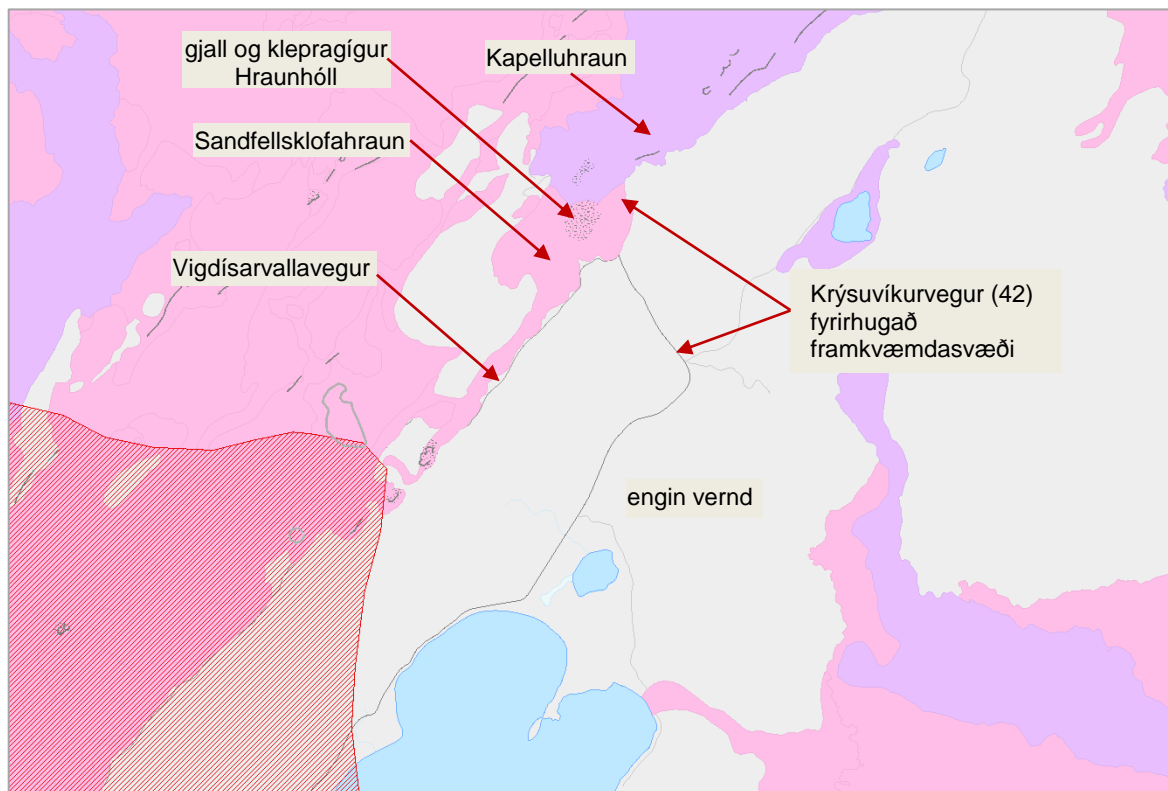 gjall og klepragígur
Hraunhóll
Kapelluhraun
Sandfellsklofahraun
Vigdísarvallavegur
Krýsuvíkurvegur (42)
fyrirhugað
framkvæmdasvæði
engin vernd